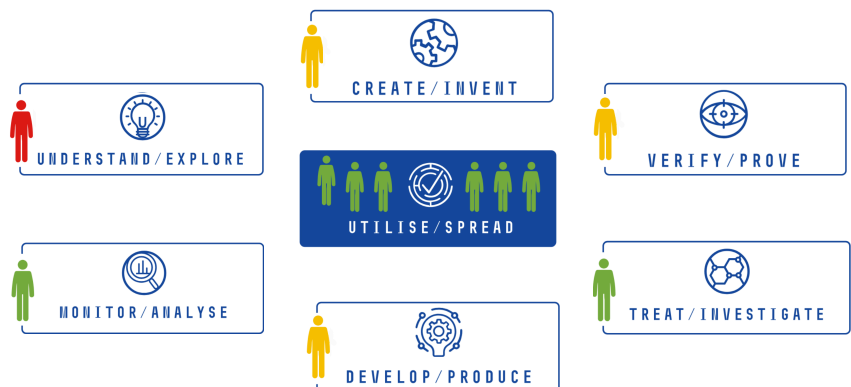 CREATE/INVENT
UNDERSTAND/EXPLORE
VERIFY/PROVE
UTILISE/SPREAD
MONITOR/ANALYSE
TREAT/INVESTIGATE
DEVELOP/PRODUCE